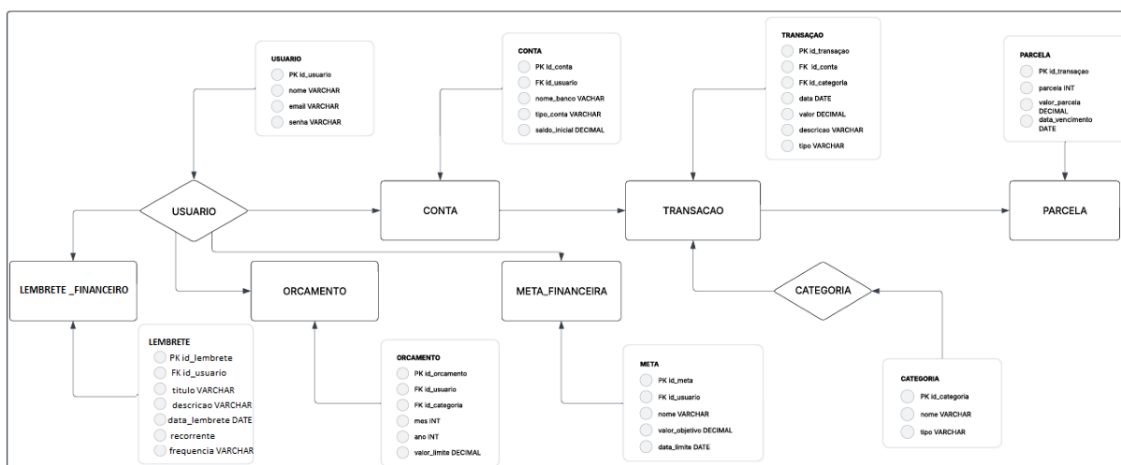 USUARIO
PK id_usuario
nome VARCHAR
email VARCHAR
senha VARCHAR
CONTA
PK id_conta
FK id_usuario
nome_banco VACHAR
tipo_conta VARCHAR
saldo_inicial DECIMAL
TRANSAÇAO
PK id_transaçao
FK id_conta
FK id_categoria
data DATE
valor DECIMAL
descricao VARCHAR
tipo VARCHAR
PARCELA
PK id_transaçao
parcela INT
valor_parcela
DECIMAL
data_vencimento
DATE
USUARIO
CONTA
TRANSACAO
PARCELA
LEMBRETE _FINANCEIRO
ORCAMENTO
META_FINANCEIRA
CATEGORIA
LEMBRETE
PK id_lembrete
FK id_usuario
titulo VARCHAR
descricao VARCHAR
data_lembrete DATE
recorrente
frequência VARCHAR
ORCAMENTO
PK id_orcamento
FK id_usuario
FK id_categoria
mes INT
ano INT
valor_limite DECIMAL
META
PK id_meta
FK id_usuario
nome VARCHAR
valor_objetivo DECIMAL
data_limite DATE
CATEGORIA
PK id_categoria
nome VARCHAR
tipo VARCHAR